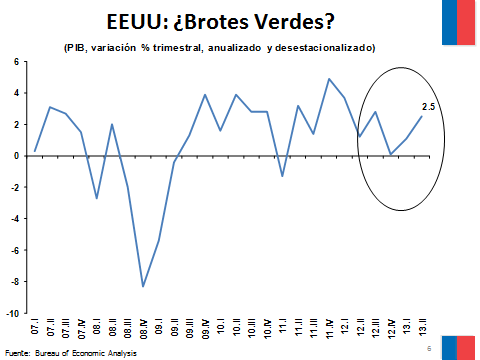 EEUU: ¿Brotes Verdes?
(PIB, variación % trimestral, anualizado y desestacionalizado)
6
4
2
0
-2
-4
-6
-8
-10
2.5
07.I
07.II
07.III
07.IV
08.I
08.II
08.III
08.IV
09.I
09.II
09.III
09.IV
10.I
10.II
10.III
10.IV
11.I
11.II
11.III
11.IV
12.I
12.II
12.III
12.IV
13.I
13.II
Fuente: Bureau of Economic Analysis
6